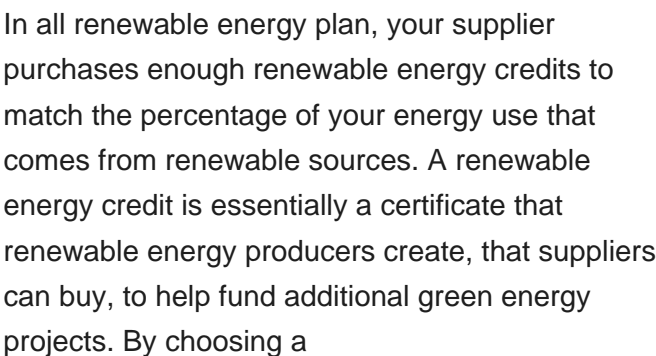 In all renewable energy plan, your supplier
purchases enough renewable energy credits to
match the percentage of your energy use that
comes from renewable sources. A renewable
energy credit is essentially a certificate that
renewable energy producers create, that suppliers
can buy, to help fund additional green energy
projects. By choosing a